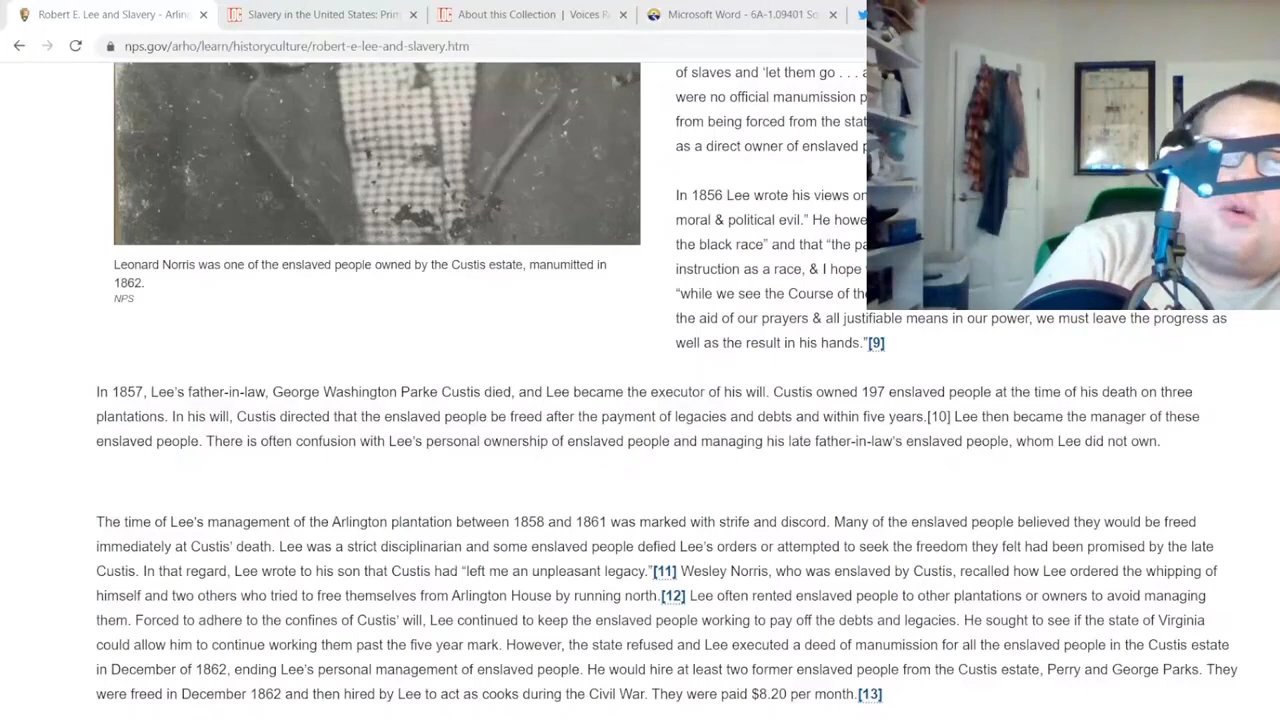 Robert E. Lee and Slavery - Arlin
Slavery in the United States: Prim
About this Collection | Voices R
Microsoft Word - 6A-1.09401 So
nps.gov/arho/learn/historyculture/robert-e-lee-and-slavery.htm
of slaves and ‘let them go . . .
were no official manumission p
from being forced from the stat
as a direct owner of enslaved
In 1856 Lee wrote his views on
moral & political evil.” He howe
the black race” and that “the pa
instruction as a race, & I hope
“while we see the Course of the
the aid of our prayers & all justifiable means in our power, we must leave the progress as
well as the result in his hands.”[9]
Leonard Norris was one of the enslaved people owned by the Custis estate, manumitted in
1862.
NPS
In 1857, Lee’s father-in-law, George Washington Parke Custis died, and Lee became the executor of his will. Custis owned 197 enslaved people at the time of his death on three
plantations. In his will, Custis directed that the enslaved people be freed after the payment of legacies and debts and within five years.[10] Lee then became the manager of these
enslaved people. There is often confusion with Lee’s personal ownership of enslaved people and managing his late father-in-law’s enslaved people, whom Lee did not own.
The time of Lee’s management of the Arlington plantation between 1858 and 1861 was marked with strife and discord. Many of the enslaved people believed they would be freed
immediately at Custis’ death. Lee was a strict disciplinarian and some enslaved people defied Lee’s orders or attempted to seek the freedom they felt had been promised by the late
Custis. In that regard, Lee wrote to his son that Custis had “left me an unpleasant legacy.”[11] Wesley Norris, who was enslaved by Custis, recalled how Lee ordered the whipping of
himself and two others who tried to free themselves from Arlington House by running north.[12] Lee often rented enslaved people to other plantations or owners to avoid managing
them. Forced to adhere to the confines of Custis’ will, Lee continued to keep the enslaved people working to pay off the debts and legacies. He sought to see if the state of Virginia
could allow him to continue working them past the five year mark. However, the state refused and Lee executed a deed of manumission for all the enslaved people in the Custis estate
in December of 1862, ending Lee’s personal management of enslaved people. He would hire at least two former enslaved people from the Custis estate, Perry and George Parks. They
were freed in December 1862 and then hired by Lee to act as cooks during the Civil War. They were paid $8.20 per month.[13]